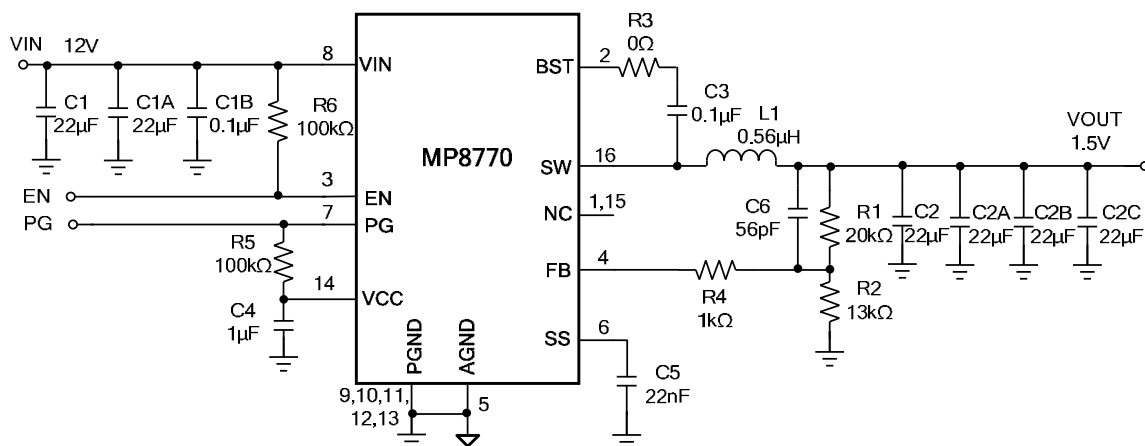 VIN 12V
8
VIN
C1
22μF
C1A
22μF
C1B
0.1μF
R6
100kΩ
EN
3
EN
PG
7
PG
R5
100kΩ
14
VCC
C4
1μF
MP8770
PGND
AGND
9,10,11,
12,13
5
BST
2
R3
0Ω
C3
0.1μF
L1
0.56μH
SW
16
NC
1,15
FB
4
R4
1kΩ
C6
56pF
R1
20kΩ
R2
13kΩ
SS
6
C5
22nF
C2
22μF
C2A
22μF
C2B
22μF
C2C
22μF
VOUT
1.5V